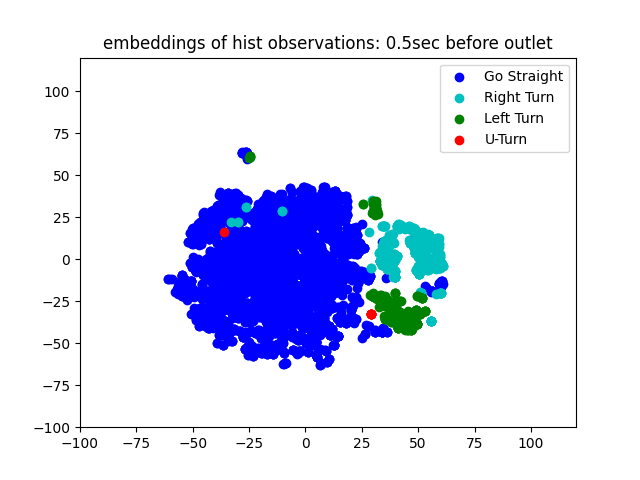 embeddings of hist observations: 0.5sec before outlet
Go Straight
Right Turn
Left Turn
U-Turn
100
75
50
25
0
−25
−50
−75
−100
−100 −75 −50 −25 0 25 50 75 100